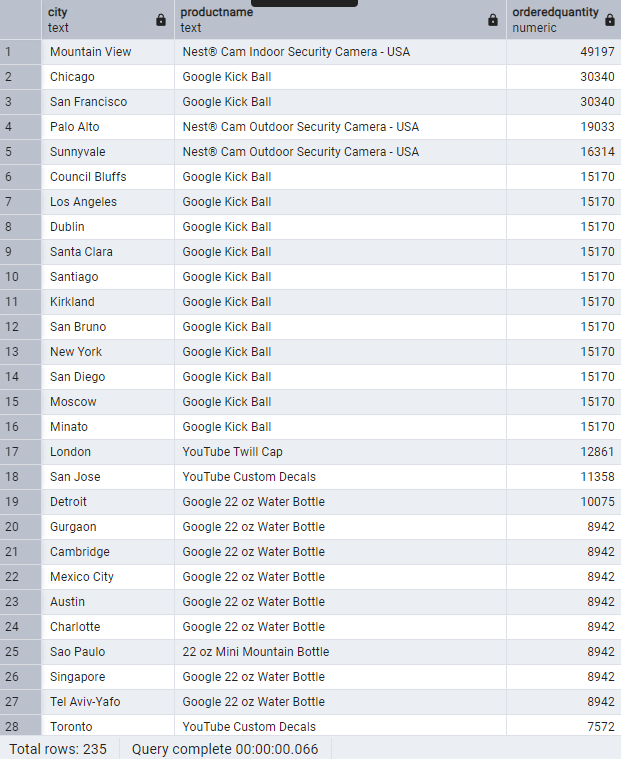 city productname orderedquantity
text text numeric
1 Mountain View Nest® Cam Indoor Security Camera - USA 49197
2 Chicago Google Kick Ball 30340
3 San Francisco Google Kick Ball 30340
4 Palo Alto Nest® Cam Outdoor Security Camera - USA 19033
5 Sunnyvale Nest® Cam Outdoor Security Camera - USA 16314
6 Council Bluffs Google Kick Ball 15170
7 Los Angeles Google Kick Ball 15170
8 Dublin Google Kick Ball 15170
9 Santa Clara Google Kick Ball 15170
10 Santiago Google Kick Ball 15170
11 Kirkland Google Kick Ball 15170
12 San Bruno Google Kick Ball 15170
13 New York Google Kick Ball 15170
14 San Diego Google Kick Ball 15170
15 Moscow Google Kick Ball 15170
16 Minato Google Kick Ball 15170
17 London YouTube Twill Cap 12861
18 San Jose YouTube Custom Decals 11358
19 Detroit Google 22 oz Water Bottle 10075
20 Gurgaon Google 22 oz Water Bottle 8942
21 Cambridge Google 22 oz Water Bottle 8942
22 Mexico City Google 22 oz Water Bottle 8942
23 Austin Google 22 oz Water Bottle 8942
24 Charlotte Google 22 oz Water Bottle 8942
25 Sao Paulo 22 oz Mini Mountain Bottle 8942
26 Singapore Google 22 oz Water Bottle 8942
27 Tel Aviv-Yafo Google 22 oz Water Bottle 8942
28 Toronto YouTube Custom Decals 7572
Total rows: 235 Query complete 00:00:00.066